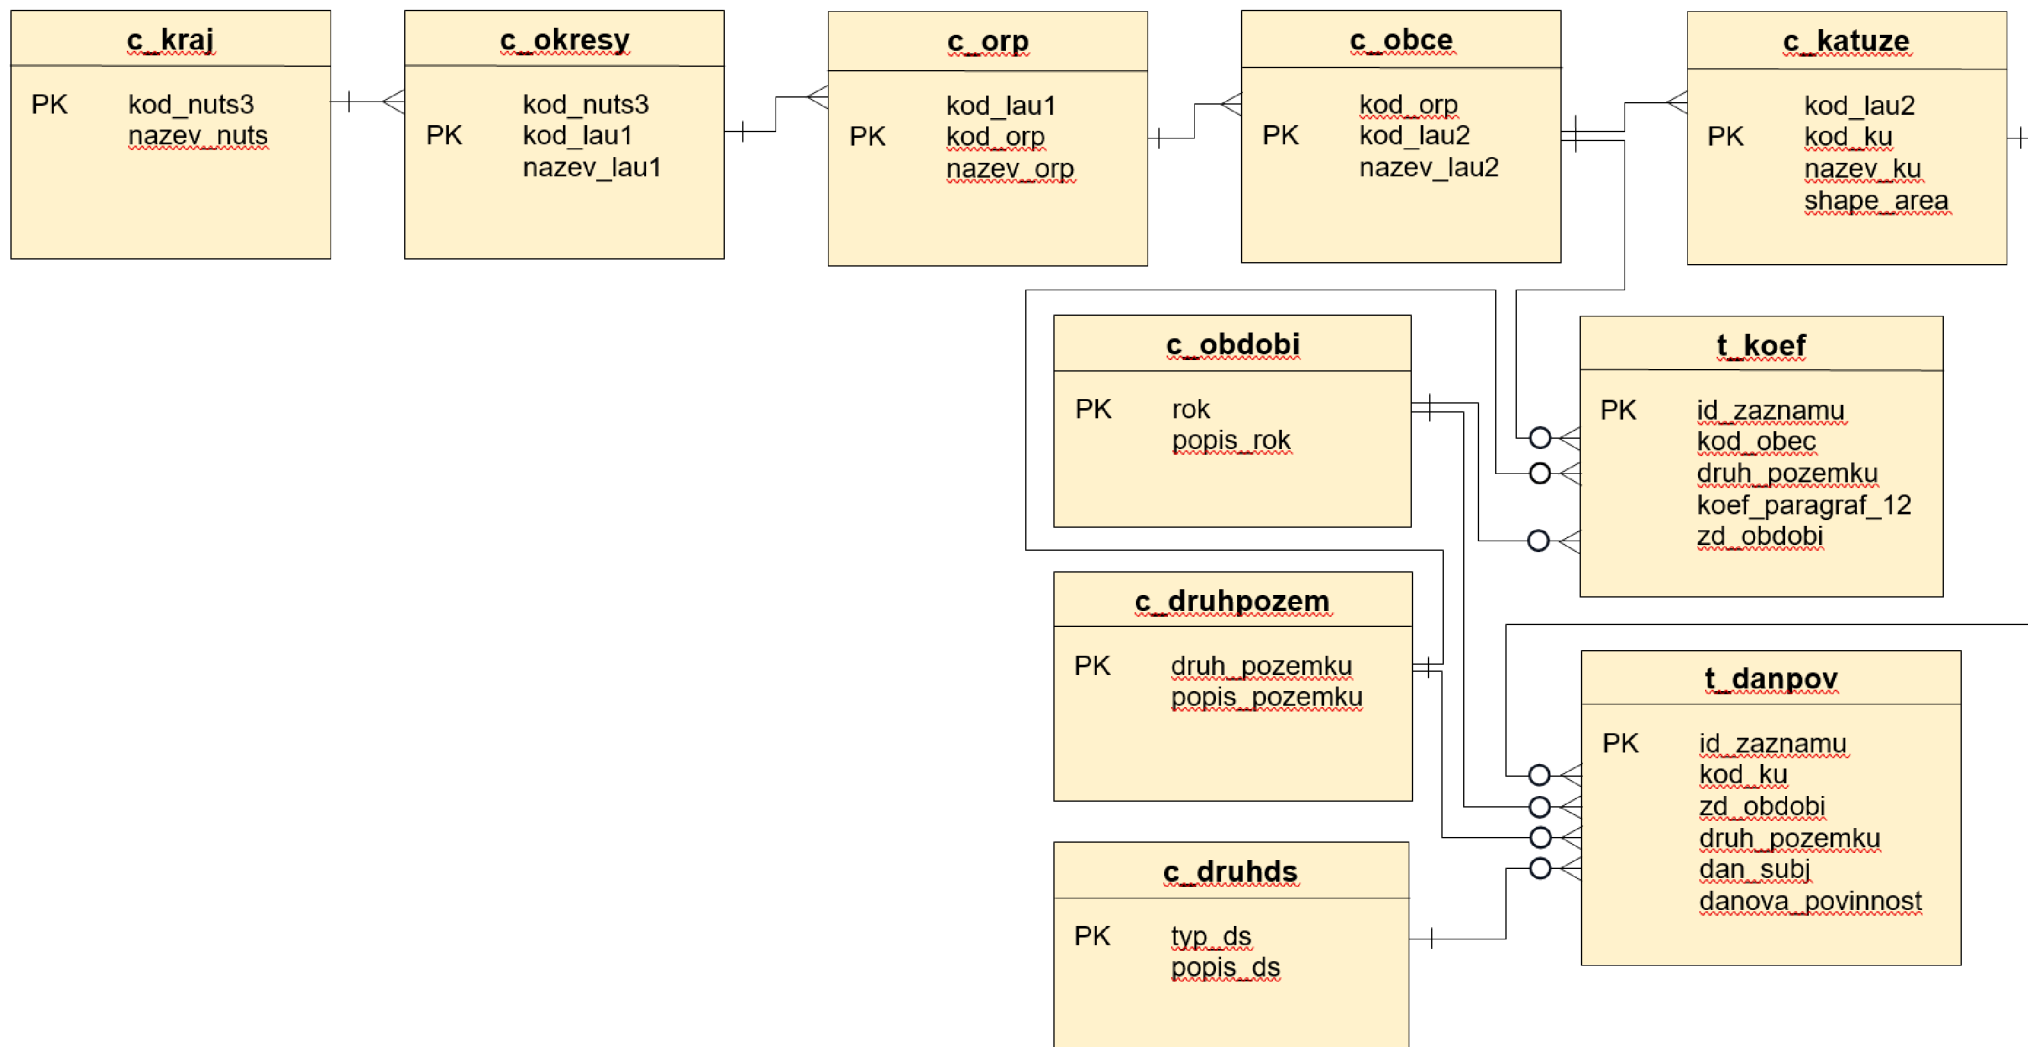 c_kraj
PK kod_nuts3
nazev_nuts
c_okresy
kod_nuts3
PK kod_lau1
nazev_lau1
c_orp
kod_lau1
PK kod_orp
nazev_orp
c_obce
kod_orp
PK kod_lau2
nazev_lau2
c_katuze
kod_lau2
PK kod_ku
nazev_ku
shape_area
c_obdobi
PK rok
popis_rok
t_koef
PK id_zaznamu
kod_obec
druh_pozemku
koef_paragraf_12
zd_obdobi
c_druhpozem
PK druh_pozemku
popis_pozemku
t_danpov
PK id_zaznamu
kod_ku
zd_obdobi
druh_pozemku
dan_subj
danova_povinnost
c_druhds
PK typ_ds
popis_ds